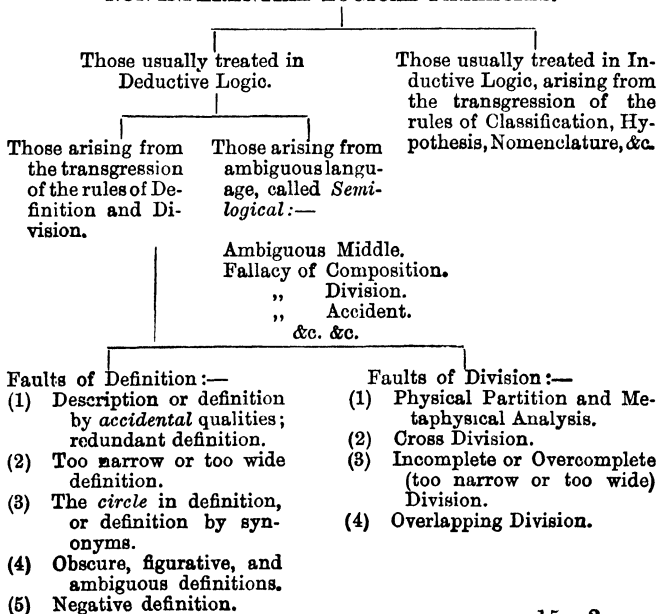 Those usually treated in
Deductive Logic.
Those usually treated in In-
ductive Logic, arising from
the transgression of the
rules of Classification, Hy-
pothesis, Nomenclature, &c.
Those arising from
the transgression
of the rules of De-
finition and Di-
vision.
Those arising from
ambiguous langu-
age, called Semi-
logical:—
Ambiguous Middle.
Fallacy of Composition.
„ Division.
„ Accident.
&c. &c.
Faults of Definition:—
(1) Description or definition
by accidental qualities;
redundant definition.
(2) Too narrow or too wide
definition.
(3) The circle in definition,
or definition by syn-
onyms.
(4) Obscure, figurative, and
ambiguous definitions.
(5) Negative definition.
Faults of Division:—
(1) Physical Partition and Me-
taphysical Analysis.
(2) Cross Division.
(3) Incomplete or Overcomplete
(too narrow or too wide)
Division.
(4) Overlapping Division.